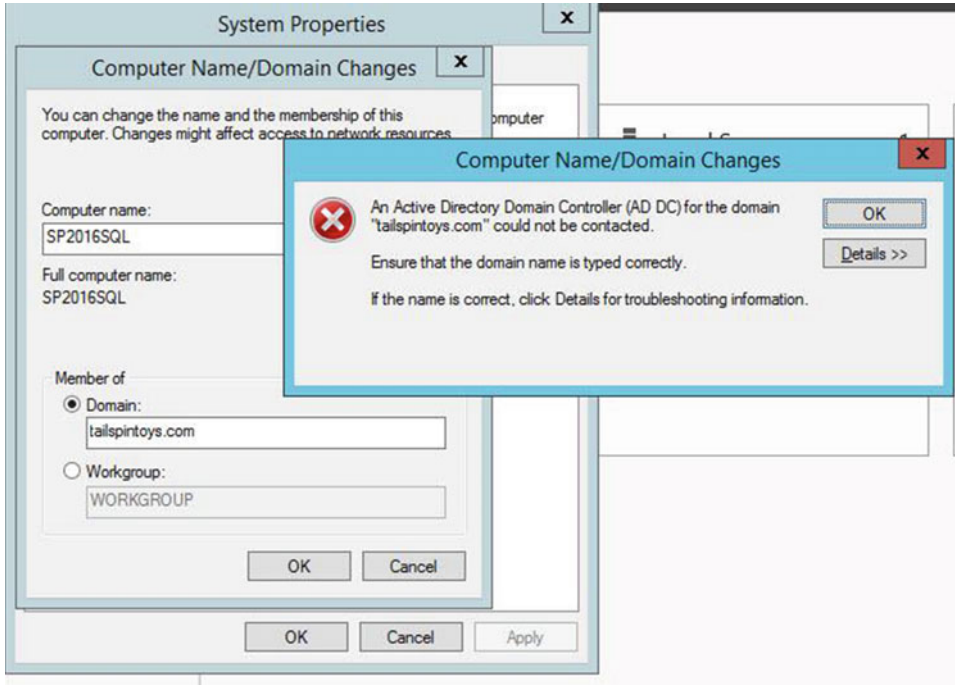 System Properties
x
Computer Name/Domain Changes
x
You can change the name and the membership of this
computer. Changes might affect access to network resources
omputer
Computer name:
SP2016SQL
Full computer name:
SP2016SQL
Member of
Domain:
tailspintoys.com
Workgroup:
WORKGROUP
OK
Cancel
OK
Cancel
Apply
Computer Name/Domain Changes
x
An Active Directory Domain Controller (AD DC) for the domain
"tailspintoys.com" could not be contacted.
Ensure that the domain name is typed correctly.
If the name is correct, click Details for troubleshooting information.
OK
Details >>